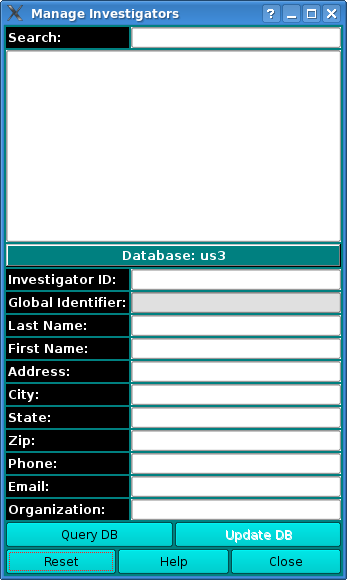 Manage Investigators
Search:
Database: us3
Investigator ID:
Global Identifier:
Last Name:
First Name:
Address:
City:
State:
Zip:
Phone:
Email:
Organization:
Query DB Update DB
Reset Help Close